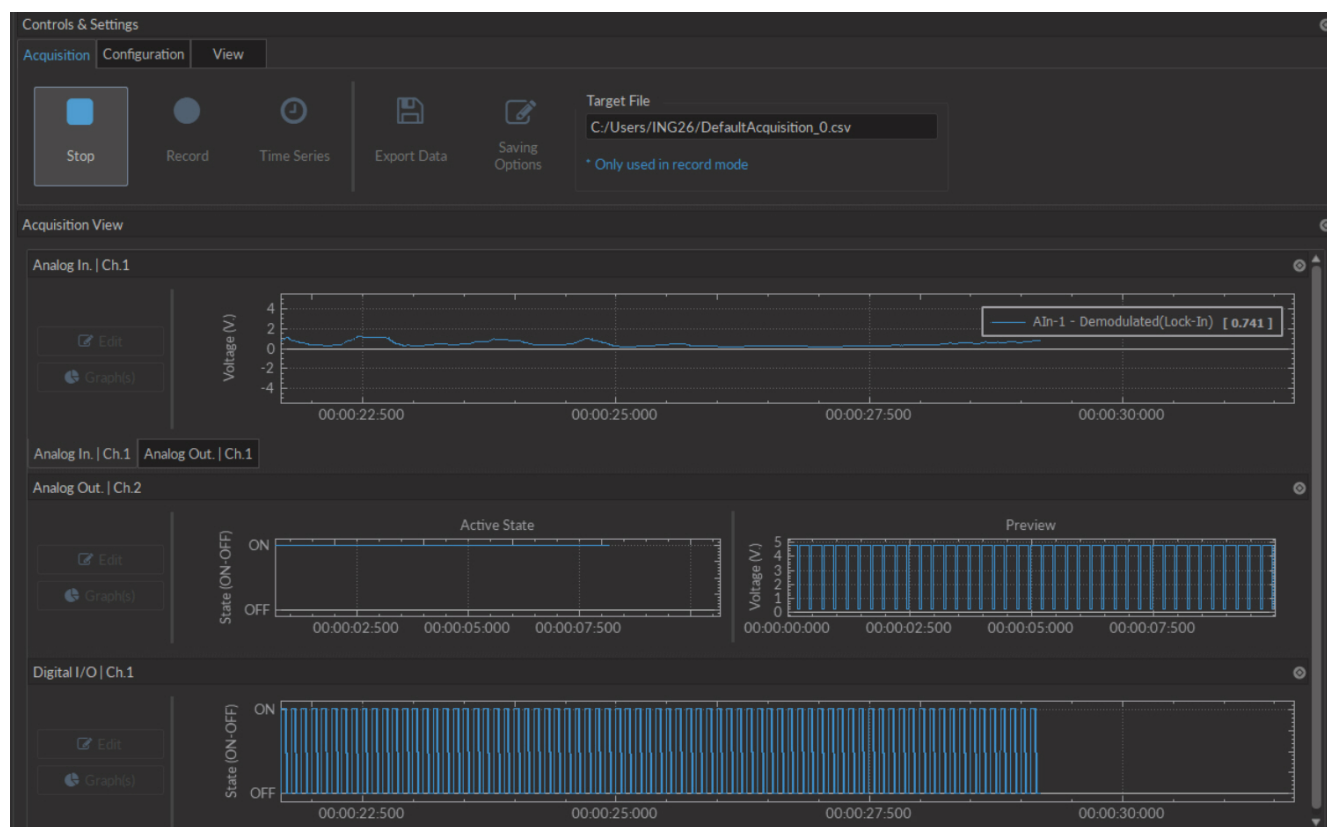 Controls & Settings
Acquisition Configuration View
Stop Record Time Series Export Data Saving Options
Target File
C:/Users/ING26/DefaultAcquisition_0.csv
* Only used in record mode
Acquisition View
Analog In. | Ch.1
Edit
Graph(s)
Voltage (V.)
4
2
0
-2
-4
AIn-1 - Demodulated(Lock-In) [ 0.741 ]
00:00:22:500 00:00:25:000 00:00:27:500 00:00:30:000
Analog In. | Ch.1 Analog Out. | Ch.1
Analog Out. | Ch.2
Edit
Graph(s)
Active State
State (ON-OFF)
ON
OFF
00:00:02:500 00:00:05:000 00:00:07:500
Preview
Voltage (V.)
5
4
3
2
1
0
00:00:00:000 00:00:02:500 00:00:05:000 00:00:07:500
Digital I/O | Ch.1
Edit
Graph(s)
State (ON-OFF)
ON
OFF
00:00:22:500 00:00:25:000 00:00:27:500 00:00:30:000